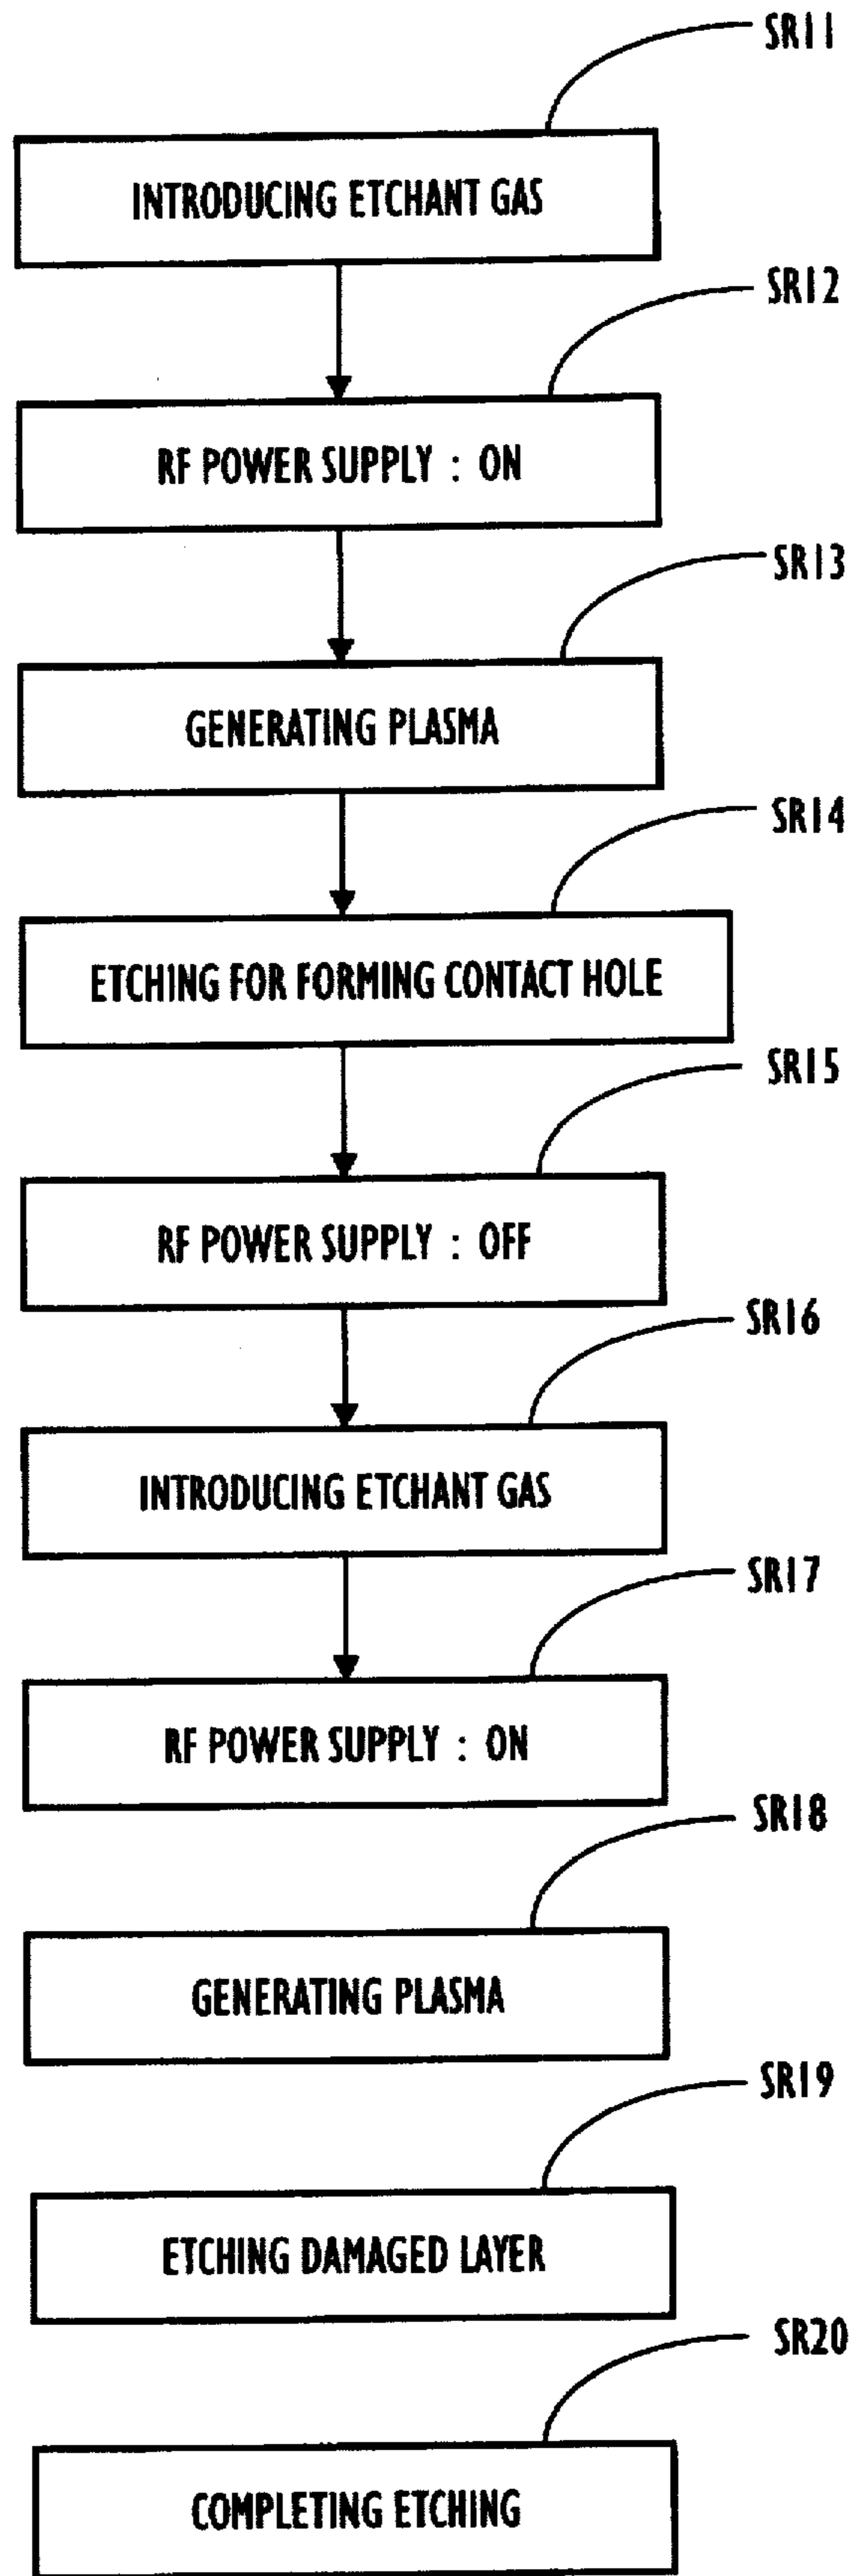 SR11
INTRODUCING ETCHANT GAS
SR12
RF POWER SUPPLY : ON
SR13
GENERATING PLASMA
SR14
ETCHING FOR FORMING CONTACT HOLE
SR15
RF POWER SUPPLY : OFF
SR16
INTRODUCING ETCHANT GAS
SR17
RF POWER SUPPLY : ON
SR18
GENERATING PLASMA
SR19
ETCHING DAMAGED LAYER
SR20
COMPLETING ETCHING